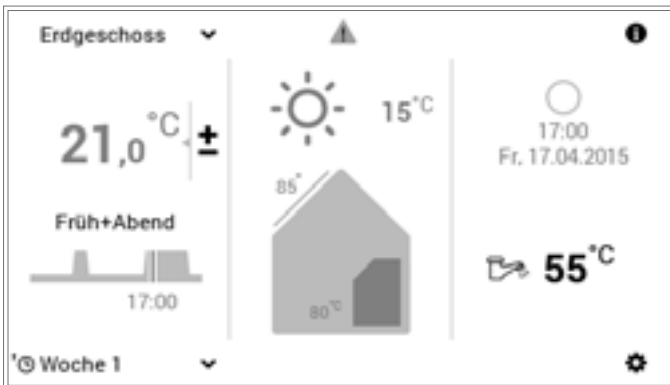 Erdgeschoss
21,0 °C
±
Früh+Abend
17:00
Woche 1
15°C
85°
80°C
17:00
Fr, 17.04.2015
55°C